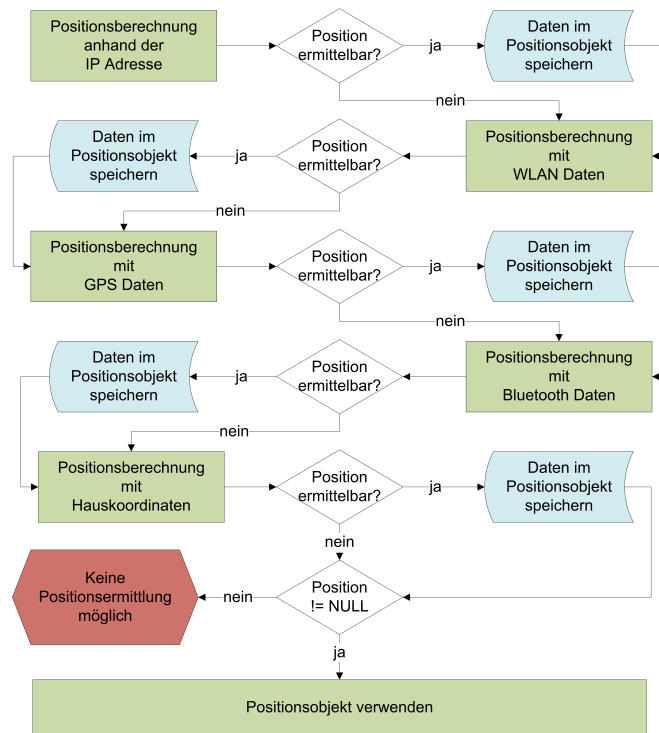 Positionsberechnung
anhand der
IP Adresse
Position
ermittelbar?
ja
Daten im
Positionsobjekt
speichern
nein
Daten im
Positionsobjekt
speichern
ja
Position
ermittelbar?
Positionsberechnung
mit
WLAN Daten
nein
Positionsberechnung
mit
GPS Daten
Position
ermittelbar?
ja
Daten im
Positionsobjekt
speichern
nein
Daten im
Positionsobjekt
speichern
ja
Position
ermittelbar?
Positionsberechnung
mit
Bluetooth Daten
nein
Positionsberechnung
mit
Hauskoordinaten
Position
ermittelbar?
ja
Daten im
Positionsobjekt
speichern
nein
Keine
Positionsermittlung
möglich
nein
Position
!= NULL
ja
Positionsobjekt verwenden